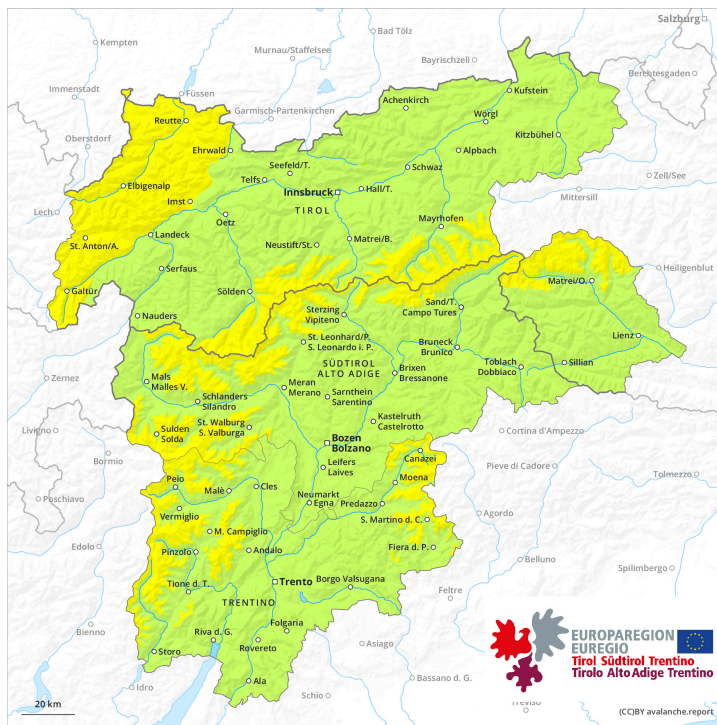 Salzburg
Kempten
Bad Tölz
Murnau/Staffelsee
Bayrischzell
Berchtesgaden
Immenstadt
Füssen
Kufstein
Achenkirch
Garmisch-Partenkirchen
Reutte
Wörgl
Oberstdorf
Ehrwald
Kitzbühel
Alpbach
Seefeld/T.
Schwaz
Telfs
Zell/See
Elbigenalp
Innsbruck
Hall/T.
Mittersill
Imst
TIROL
Lech
Oetz
Mayrhofen
St. Anton/A.
Landeck
Neustift/St.
Matrei/B.
Serfaus
Heiligenblut
Galtür
Sölden
Matrei/O.
Nauders
Sterzing
Vipiteno
Sand/T.
Campo Tures
Lienz
St. Leonhard/P.
S. Leonardo i. P.
Bruneck
Brunico
Toblach
Dobbiaco
Sillian
SÜDTIROL
ALTO ADIGE
Brixen
Bressanone
Zernez
Mals
Malles V.
Meran
Merano
Sarnthein
Sarentino
Schlanders
Silandro
Kastelruth
Castelrotto
St. Walburg
S. Valburga
Livigno
Sulden
Solda
Bozen
Bolzano
Cortina d'Ampezzo
Bormio
Canazei
Leifers
Laives
Pieve di Cadore
Tolmezzo
Poschiavo
Peio
Malè
Cles
Moena
Neumarkt
Egna
Predazzo
Vermiglio
Agordo
S. Martino d. C.
M. Campiglio
Edolo
Pinzolo
Andalo
Fiera d. P.
Belluno
Spilimbergo
Tione d. T.
Trento
Borgo Valsugana
Feltre
TRENTINO
Bienno
Folgaria
Riva d. G.
Rovereto
Asiago
Storo
Bassano d. G.
Ala
Idro
Schio
Treviso
EUROPAREGION
EUREGIO
Tirol Südtirol Trentino
Tirolo Alto Adige Trentino
20 km
(CC)BY avalanche.report